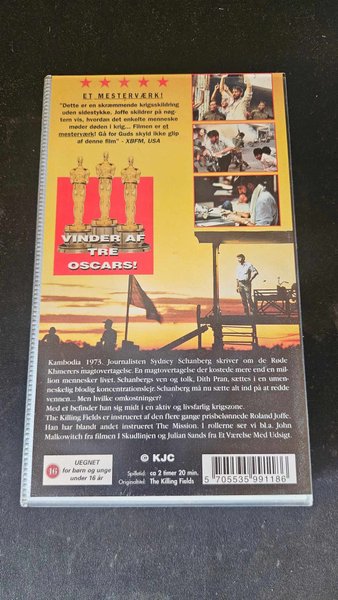 ET MESTERVÆRK!
"Dette er en skræmmende krigsskildring
uden sidestykke. Joffe skildrer på nøg-
tern vis, hvordan det enkelte menneske
møder døden i krig... Filmen er et
mesterværk! Gå for Guds skyld ikke glip
af denne film" - XBFM, USA
VINDER AF
TRE
OSCARS!
Kambodia 1973. Journalisten Sydney Schanberg skriver om de Røde
Khmerers magtovertagelse. En magtovertagelse der kostede mere end en mil-
million mennesker livet. Schanbergs ven og tolk, Dith Pran, sættes i en umen-
neskelig blodig koncentrationslejr. Schanberg må nu sætte alt ind på at redde
vennen... Men hvilke omkostninger?
Med et befinder han sig midt i en aktiv og livsfarlig krigszone.
The Killing Fields er instrueret af den flere gange prisbelønnede Roland Joffe.
Han har blandt andet instrueret The Mission. I rollerne ser vi bl.a. John
Malkowitch fra filmen I Skudlinjen og Julian Sands fra Et Værelse Med Udsigt.
16
UEGNET
for børn og unge
under 16 år
© KJC
Spilletid: ca 2 timer 20 min.
Originaltitel: The Killing Fields
5 705535 991186